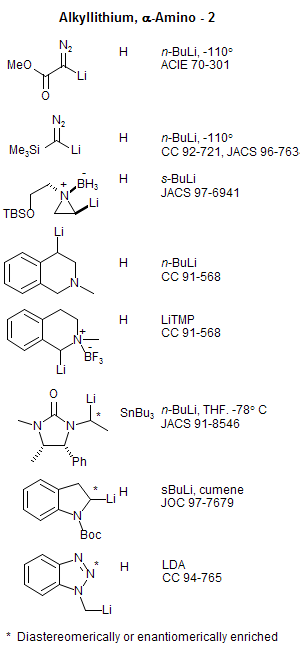 Alkyllithium, α-Amino - 2
N₂
MeO
O
Li
H
n-BuLi, -110°
ACIE 70-301
N₂
Me₃Si
Li
H
n-BuLi, -110°
CC 92-721, JACS 96-763
TBSO
N
+
-
BH₃
Li
H
s-BuLi
JACS 97-6941
Li
N
H
n-BuLi
CC 91-568
N
+
-
BF₃
Li
H
LiTMP
CC 91-568
O
N
N
Li
*
Ph
SnBu₃
n-BuLi, THF. -78° C
JACS 91-8546
*
Li
N
Boc
H
sBuLi, cumene
JOC 97-7679
N
N*
N
Li
H
LDA
CC 94-765
* Diastereomerically or enantiomerically enriched